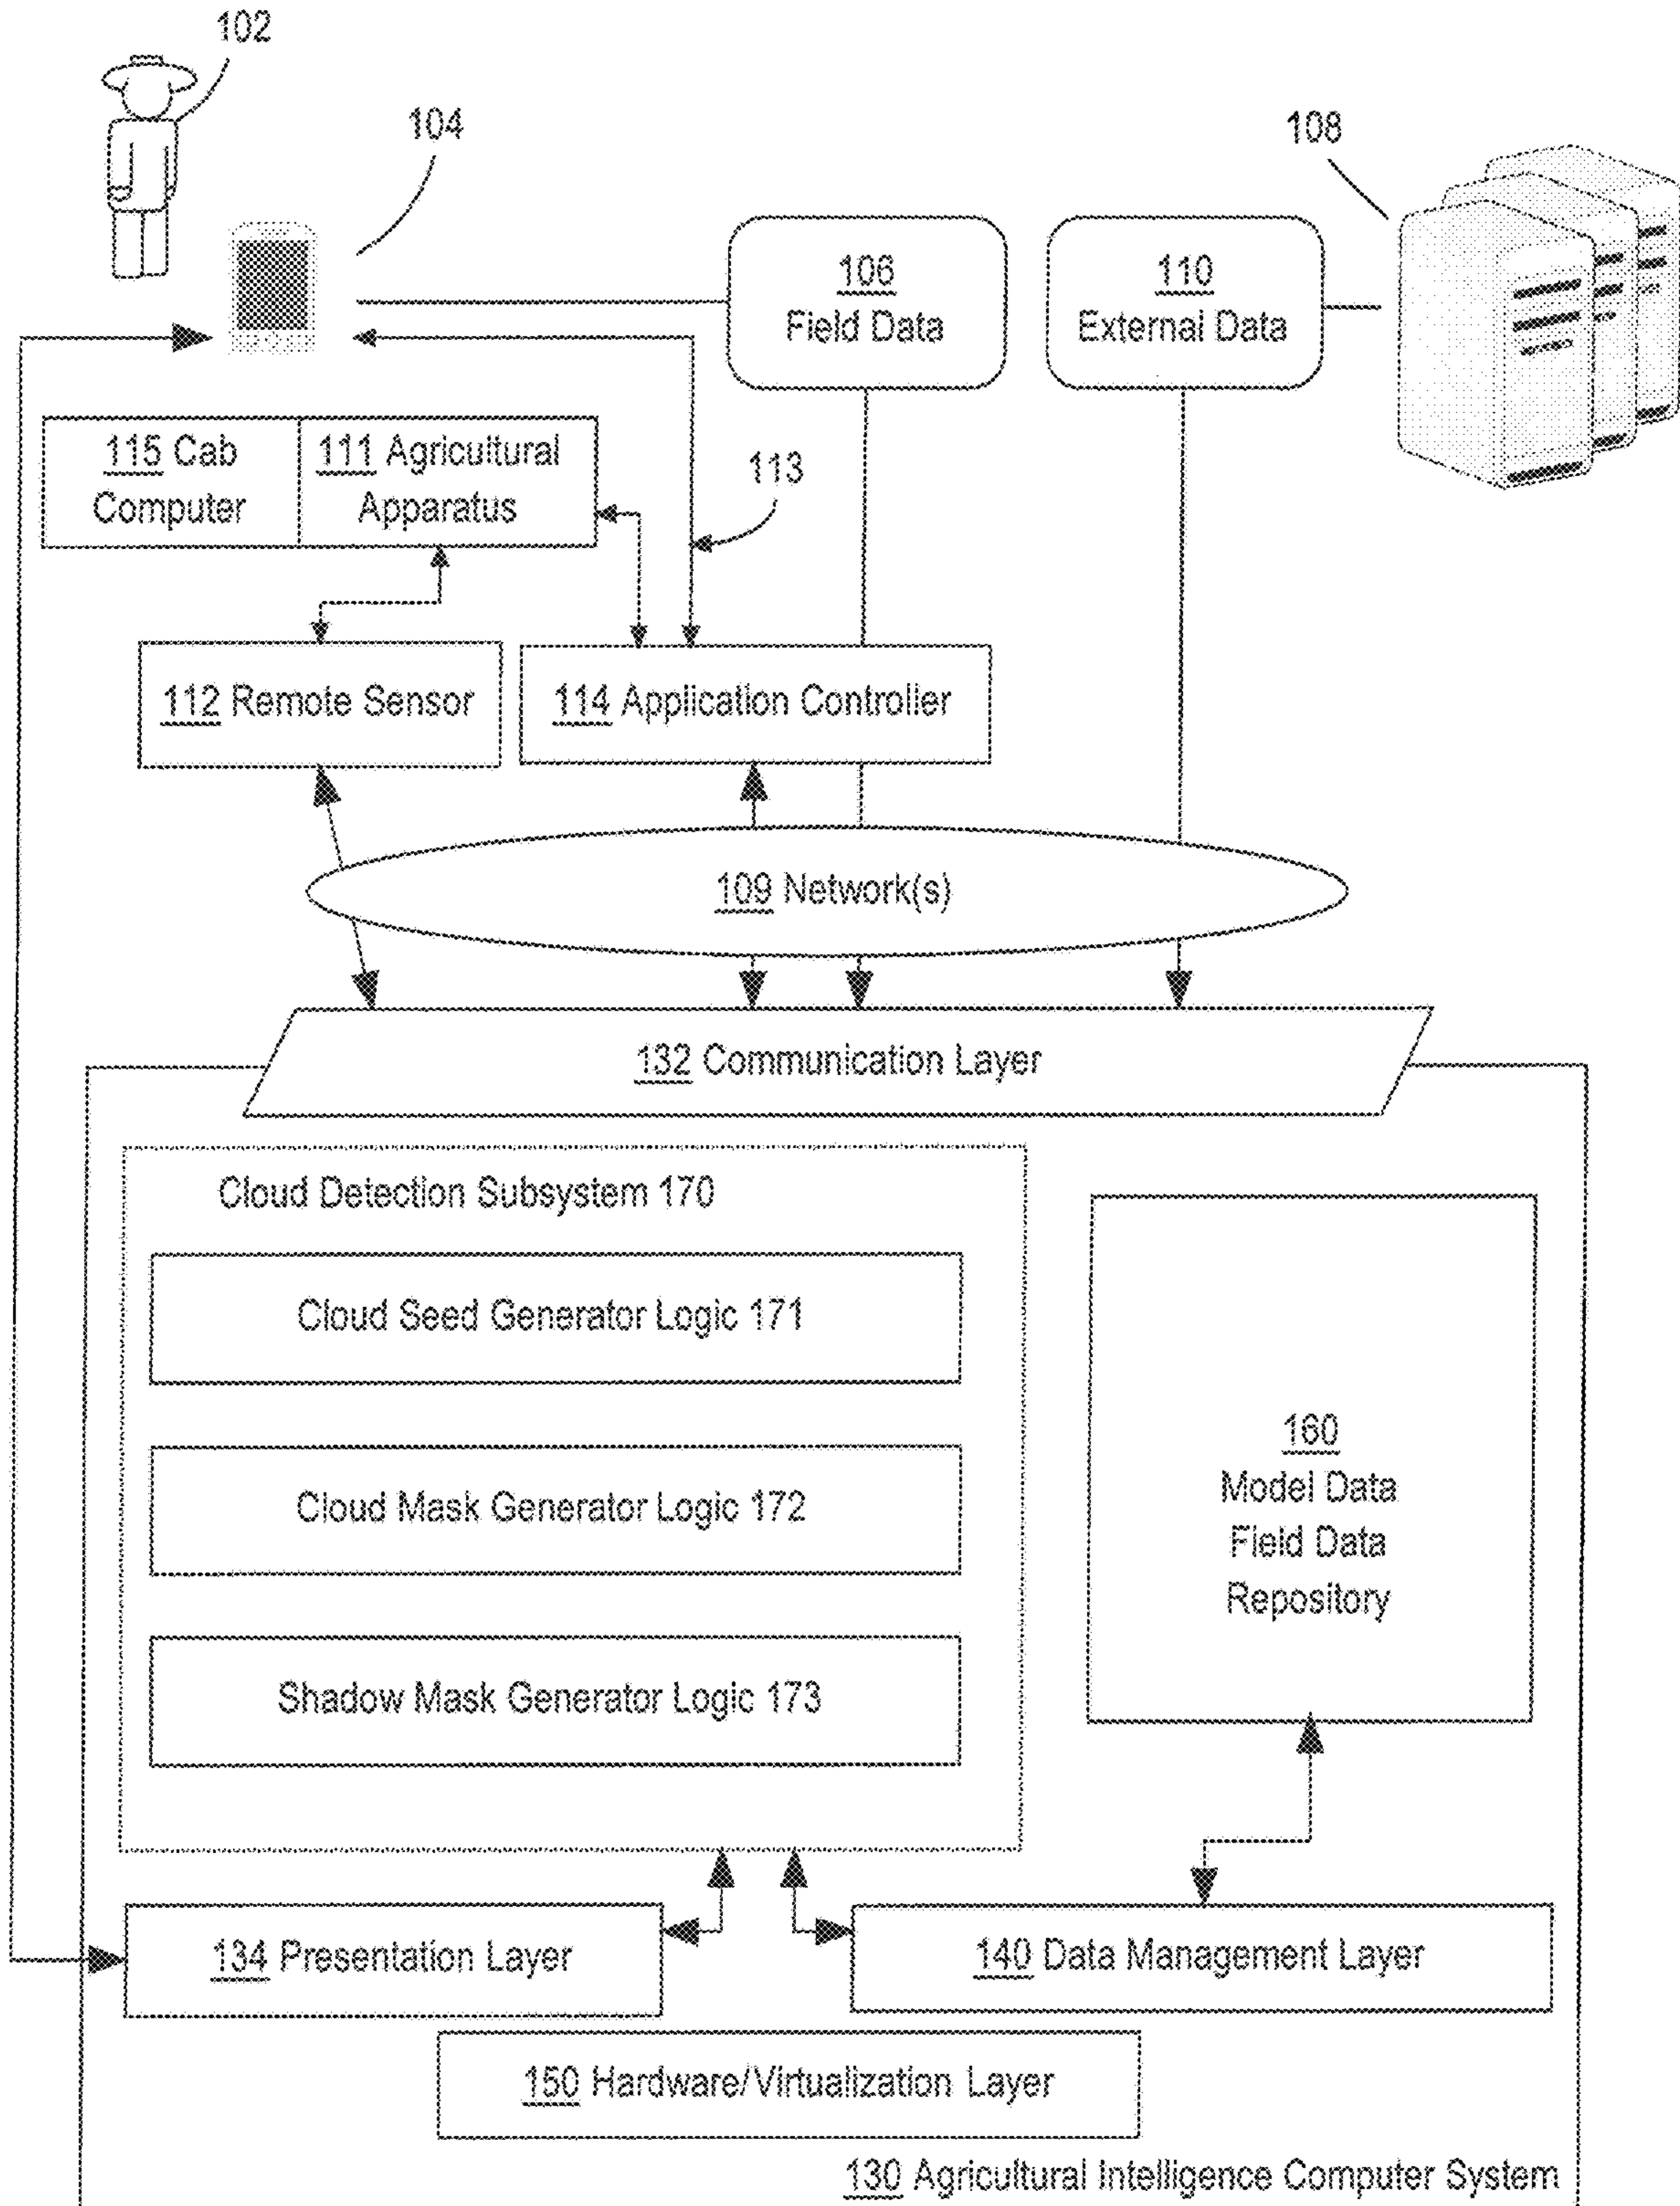 102
104
108
106
Field Data
110
External Data
115 Cab
Computer
111 Agricultural
Apparatus
113
112 Remote Sensor
114 Application Controller
109 Network(s)
132 Communication Layer
Cloud Detection Subsystem 170
Cloud Seed Generator Logic 171
Cloud Mask Generator Logic 172
Shadow Mask Generator Logic 173
160
Model Data
Field Data
Repository
134 Presentation Layer
140 Data Management Layer
150 Hardware/Virtualization Layer
130 Agricultural Intelligence Computer System